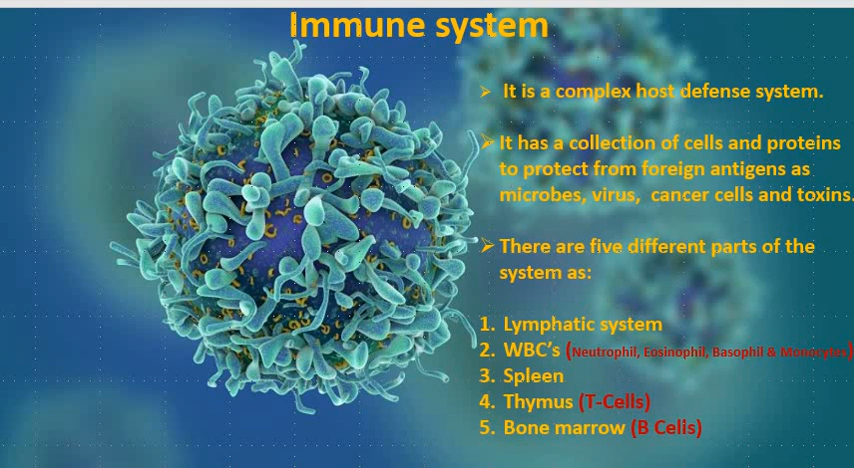 Immune system
➢ It is a complex host defense system.
➢ It has a collection of cells and proteins
to protect from foreign antigens as
microbes, virus, cancer cells and toxins.
➢ There are five different parts of the
system as:
1. Lymphatic system
2. WBC’s (Neutrophil, Eosinophil, Basophil & Monocytes)
3. Spleen
4. Thymus (T-Cells)
5. Bone marrow (B Celis)